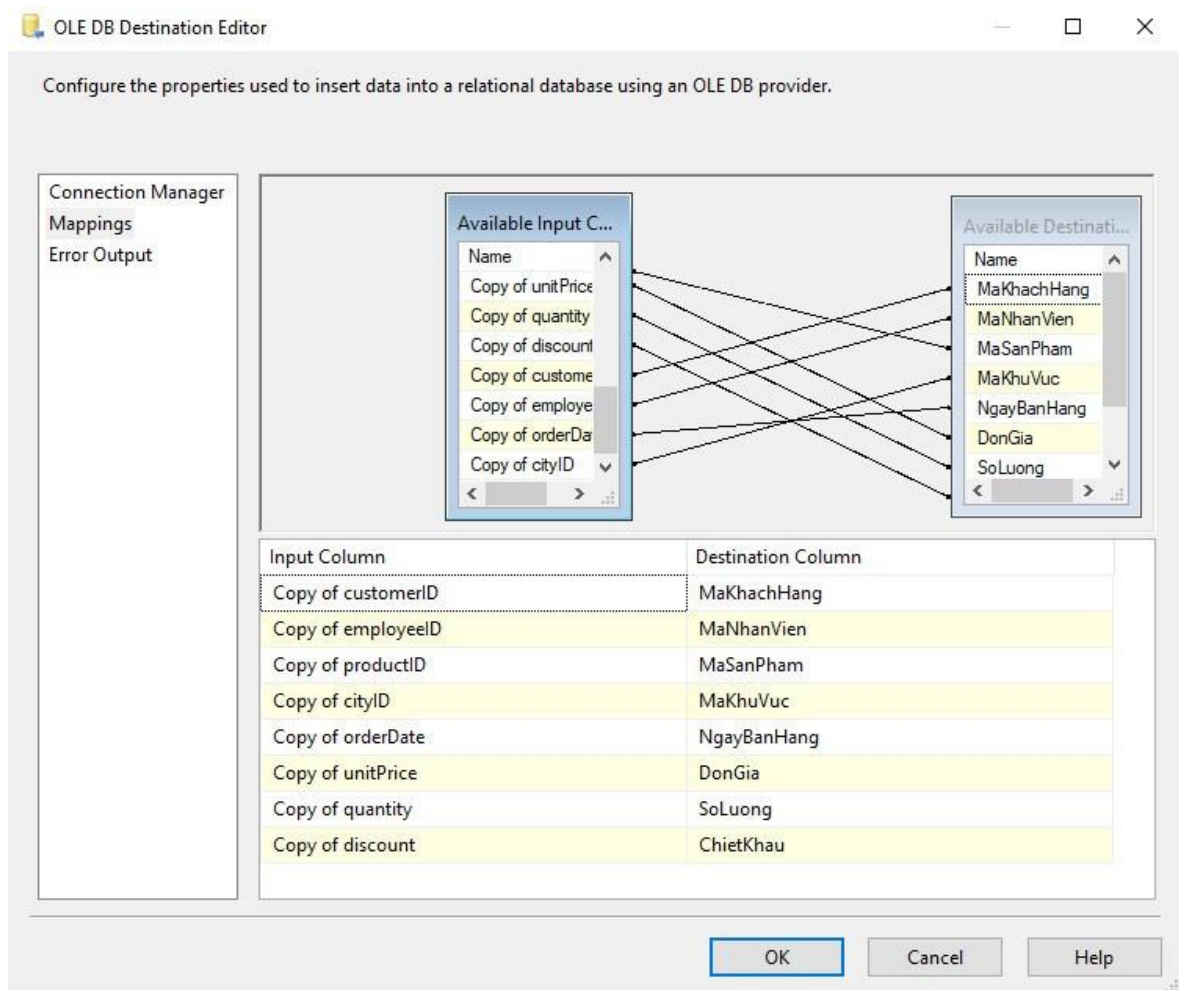 OLE DB Destination Editor
Configure the properties used to insert data into a relational database using an OLE DB provider.
Connection Manager
Mappings
Error Output
Available Input C...
Name
Copy of unitPrice
Copy of quantity
Copy of discount
Copy of custome
Copy of employe
Copy of orderDa
Copy of cityID
Available Destinati...
Name
MaKhachHang
MaNhanVien
MaSanPham
MaKhuVuc
NgayBanHang
DonGia
SoLuong
Input Column Destination Column
Copy of customerID MaKhachHang
Copy of employeeID MaNhanVien
Copy of productID MaSanPham
Copy of cityID MaKhuVuc
Copy of orderDate NgayBanHang
Copy of unitPrice DonGia
Copy of quantity SoLuong
Copy of discount ChietKhau
OK Cancel Help